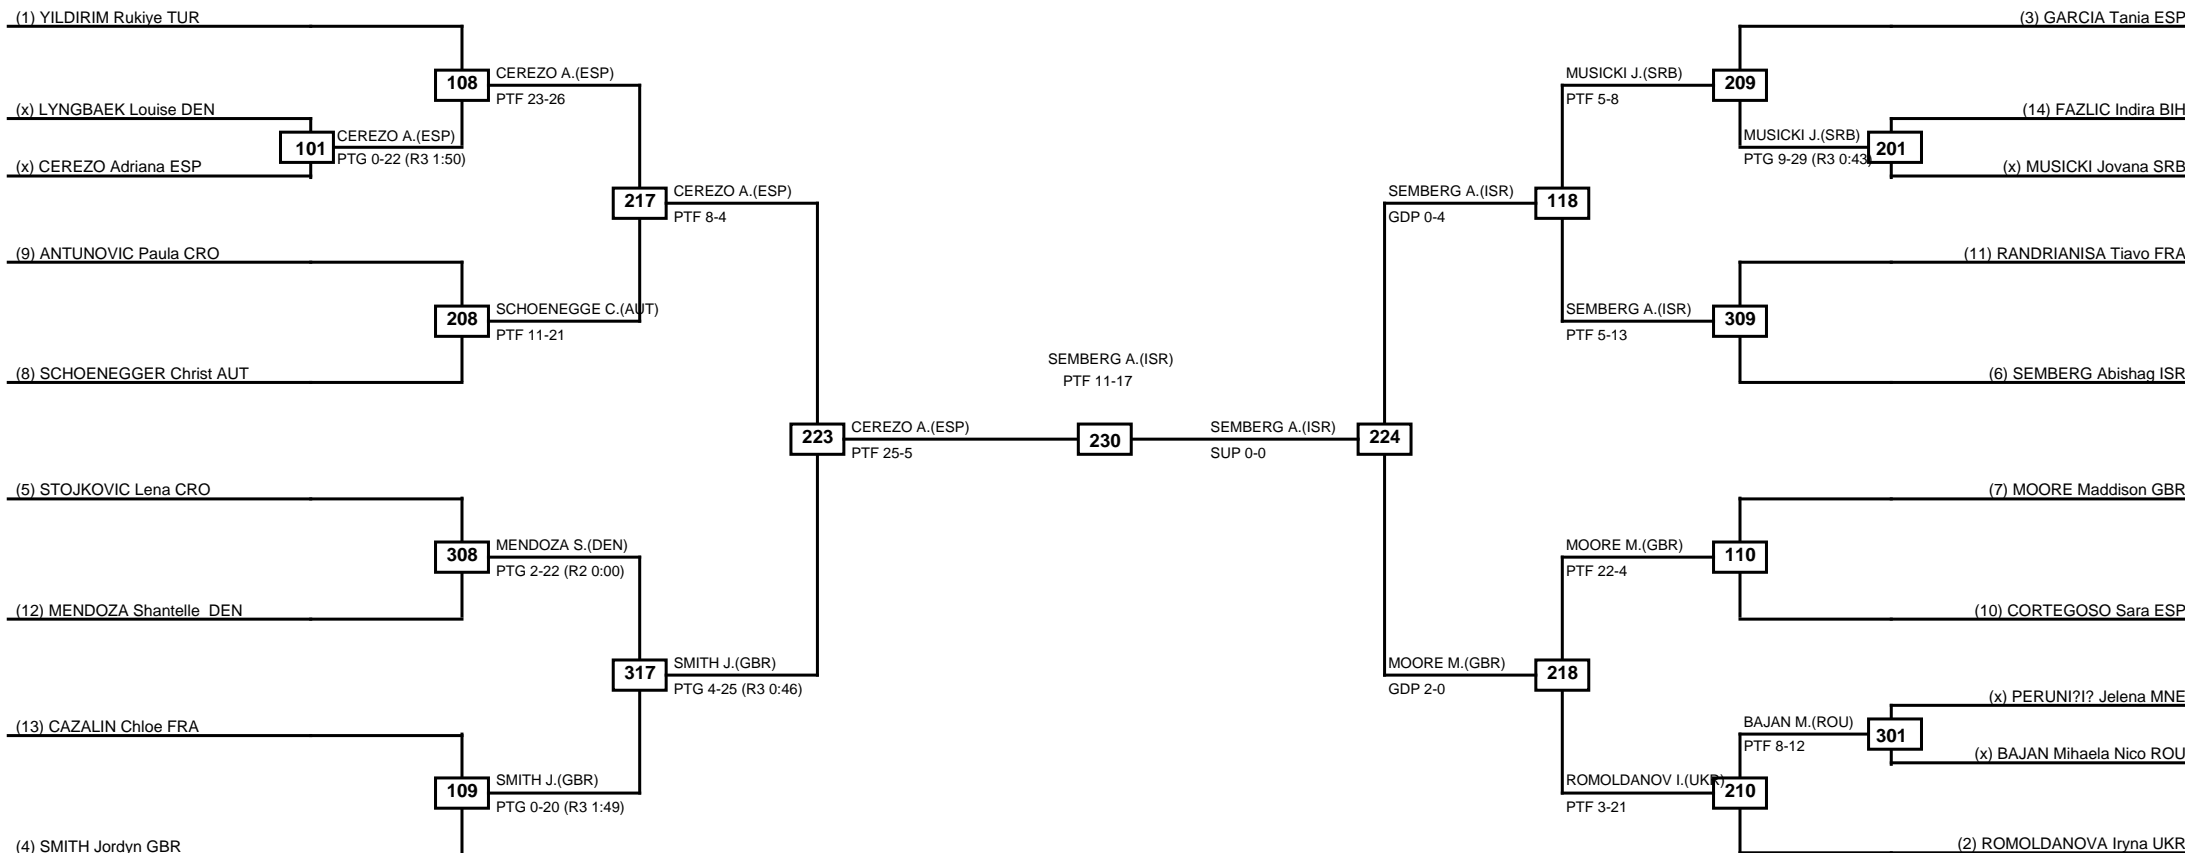 (1) YILDIRIM Rukiye TUR
(3) GARCIA Tania ESP
108
CEREZO A.(ESP)
PTF 23-26
MUSICKI J.(SRB)
PTF 5-8
209
(x) LYNGBAEK Louise DEN
(14) FAZLIC Indira BIH
101
CEREZO A.(ESP)
PTG 0-22 (R3 1:50)
MUSICKI J.(SRB)
PTG 9-29 (R3 0:43)
201
(x) CEREZO Adriana ESP
(x) MUSICKI Jovana SRB
217
CEREZO A.(ESP)
PTF 8-4
SEMBERG A.(ISR)
GDP 0-4
118
(9) ANTUNOVIC Paula CRO
(11) RANDRIANISA Tiavo FRA
208
SCHOENEGGE C.(AUT)
PTF 11-21
SEMBERG A.(ISR)
PTF 5-13
309
SEMBERG A.(ISR)
PTF 11-17
(8) SCHOENEGGER Christ AUT
(6) SEMBERG Abishag ISR
223
CEREZO A.(ESP)
PTF 25-5
230
SEMBERG A.(ISR)
SUP 0-0
224
(5) STOJKOVIC Lena CRO
(7) MOORE Maddison GBR
308
MENDOZA S.(DEN)
PTG 2-22 (R2 0:00)
MOORE M.(GBR)
PTF 22-4
110
(12) MENDOZA Shantelle  DEN
(10) CORTEGOSO Sara ESP
317
SMITH J.(GBR)
PTG 4-25 (R3 0:46)
MOORE M.(GBR)
GDP 2-0
218
(13) CAZALIN Chloe FRA
(x) PERUNI?I? Jelena MNE
BAJAN M.(ROU)
PTF 8-12
301
(x) BAJAN Mihaela Nico ROU
109
SMITH J.(GBR)
PTG 0-20 (R3 1:49)
ROMOLDANOV I.(UKR)
PTF 3-21
210
(4) SMITH Jordyn GBR
(2) ROMOLDANOVA Iryna UKR